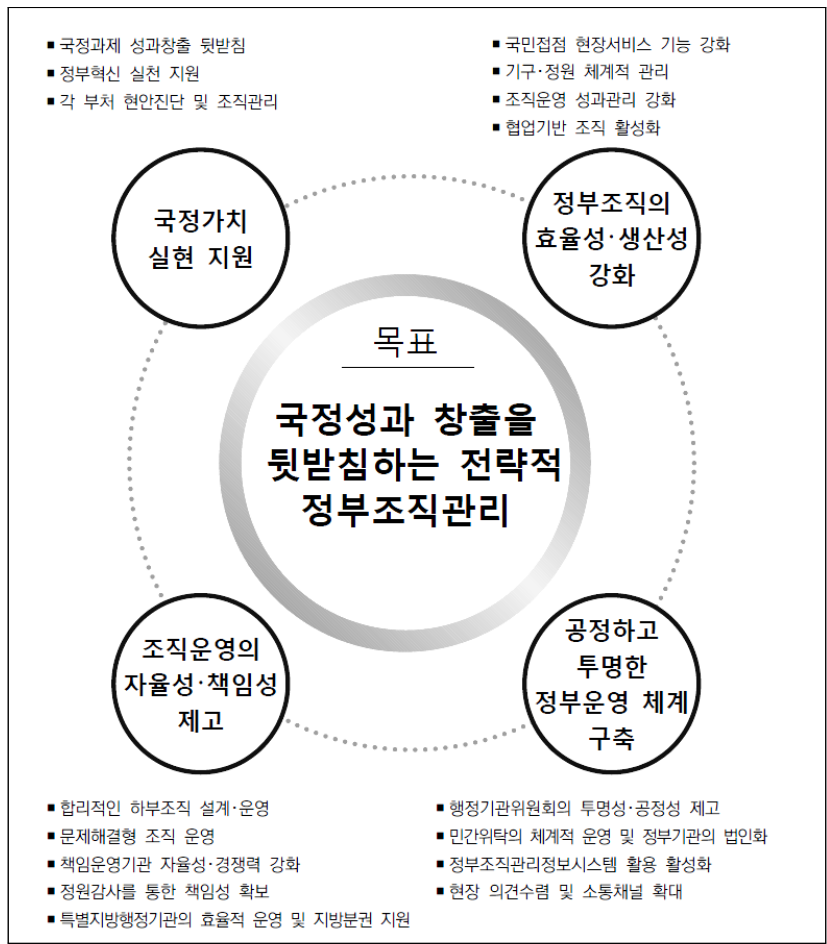 ■ 국정과제 성과창출 뒷받침
■ 정부혁신 실천 지원
■ 각 부처 현안진단 및 조직관리
■ 국민접점 현장서비스 기능 강화
■ 기구·정원 체계적 관리
■ 조직운영 성과관리 강화
■ 협업기반 조직 활성화
국정가치
실현 지원
정부조직의
효율성·생산성
강화
목표
국정성과 창출을
뒷받침하는 전략적
정부조직관리
조직운영의
자율성·책임성
제고
공정하고
투명한
정부운영 체계
구축
■ 합리적인 하부조직 설계·운영
■ 문제해결형 조직 운영
■ 책임운영기관 자율성·경쟁력 강화
■ 정원감사를 통한 책임성 확보
■ 특별지방행정기관의 효율적 운영 및 지방분권 지원
■ 행정기관위원회의 투명성·공정성 제고
■ 민간위탁의 체계적 운영 및 정부기관의 법인화
■ 정부조직관리정보시스템 활용 활성화
■ 현장 의견수렴 및 소통채널 확대